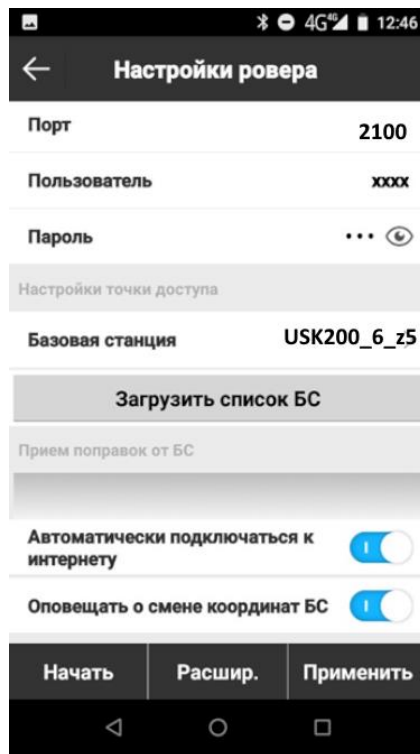 4G 4G 12:46
Настройки ровера
Порт 2100
Пользователь xxxx
Пароль •••
Настройки точки доступа
Базовая станция USK200_6_z5
Загрузить список БС
Прием поправок от БС
Автоматически подключаться к
интернету
Оповещать о смене координат БС
Начать Расшир. Применить